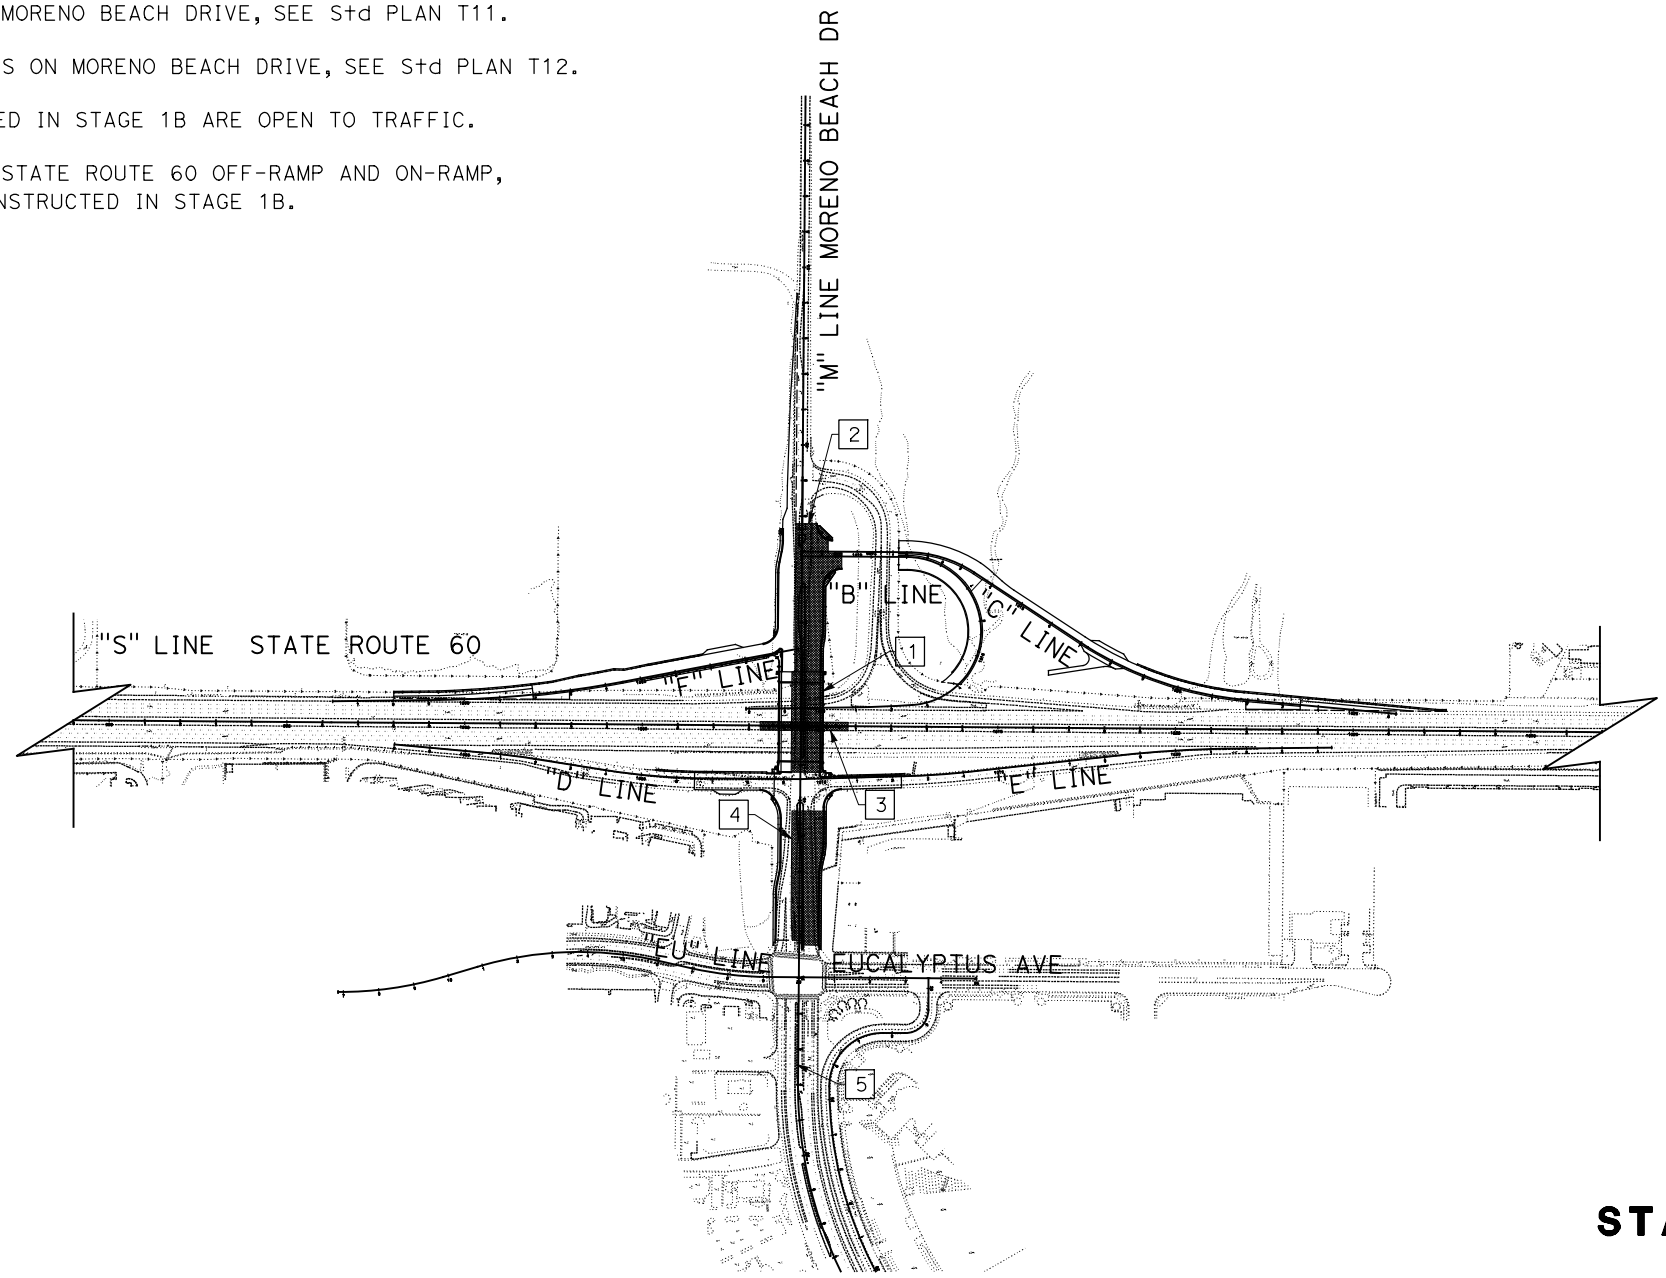 MORENO BEACH DRIVE, SEE Std PLAN T11.
S ON MORENO BEACH DRIVE, SEE Std PLAN T12.
ED IN STAGE 1B ARE OPEN TO TRAFFIC.
STATE ROUTE 60 OFF-RAMP AND ON-RAMP,
NSTRUCTED IN STAGE 1B.
"M" LINE MORENO BEACH DR
2
"B" LINE
"C" LINE
1
"S" LINE STATE ROUTE 60
"F" LINE
"D" LINE
"E" LINE
3
4
"EU" LINE EUCALYPTUS AVE
5
STA